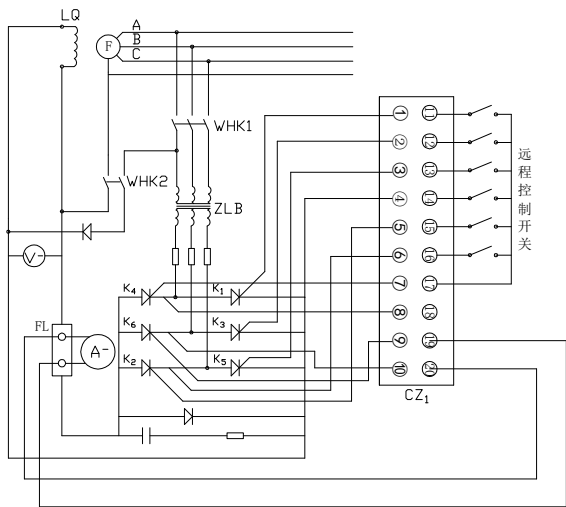 LQ
A
B
C
F
WHK1
WHK2
ZLB
V-
K4
K1
K6
K3
K2
K5
FL
A-
1
2
3
4
5
6
7
8
9
10
11
12
13
14
15
16
17
18
19
20
CZ1
远程控制开关